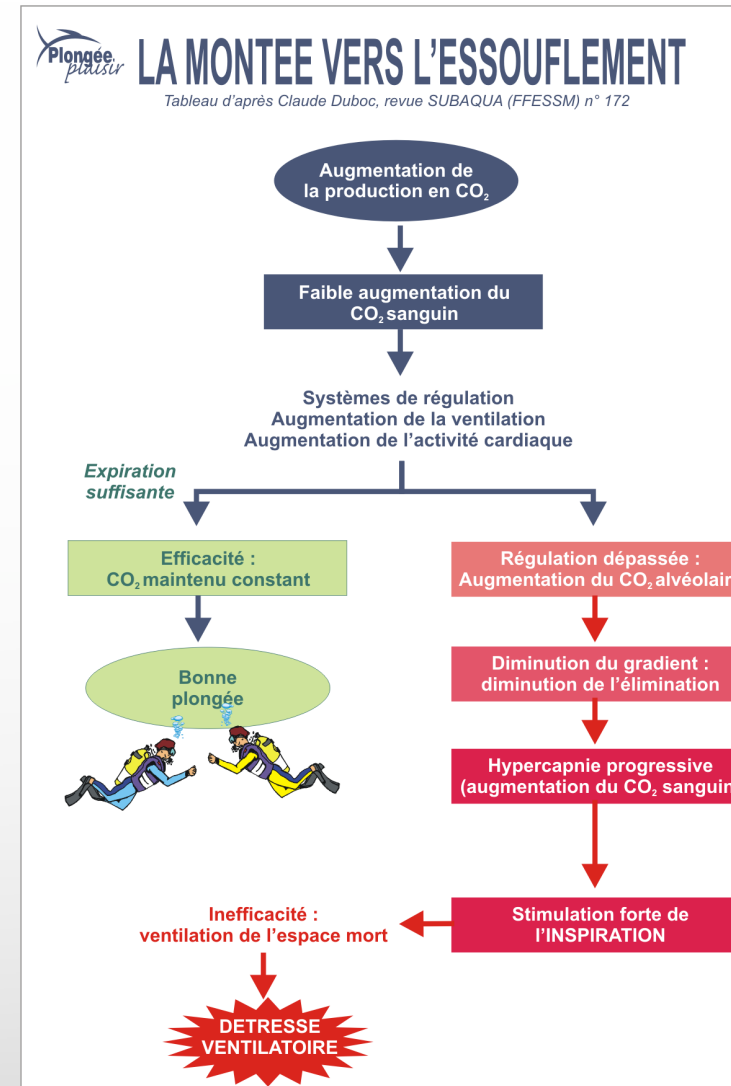 Plongée
plaisir
LA MONTEE VERS L'ESSOUFLEMENT
Tableau d'après Claude Duboc, revue SUBAQUA (FFESSM) n° 172
Augmentation de
la production en CO₂
Faible augmentation du
CO₂ sanguin
Systèmes de régulation
Augmentation de la ventilation
Augmentation de l'activité cardiaque
Expiration
suffisante
Efficacité :
CO₂ maintenu constant
Bonne
plongée
Régulation dépassée :
Augmentation du CO₂ alvéolair
Diminution du gradient :
diminution de l'élimination
Hypercapnie progressive
(augmentation du CO₂ sanguin
Stimulation forte de
l'INSPIRATION
Inefficacité :
ventilation de l'espace mort
DETRESSE
VENTILATOIRE